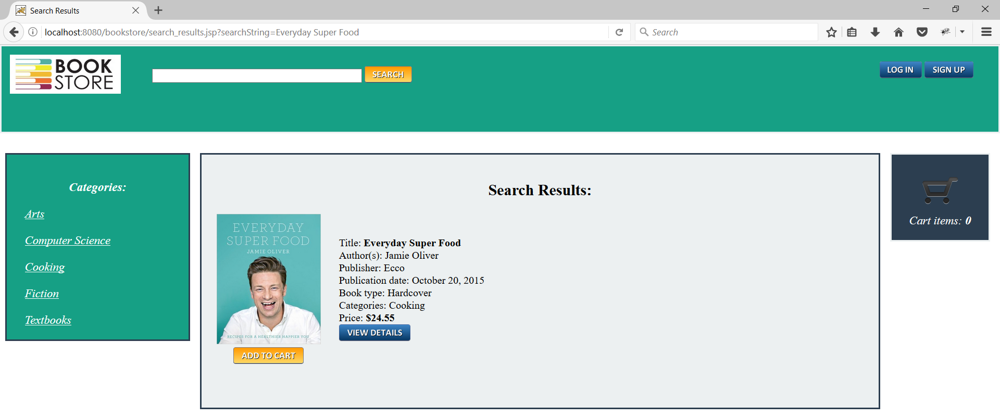 Search Results
localhost:8080/bookstore/search_results.jsp?searchString=Everyday Super Food
Search
BOOK
STORE
SEARCH
LOG IN
SIGN UP
Categories:
Arts
Computer Science
Cooking
Fiction
Textbooks
Search Results:
EVERYDAY
SUPER FOOD
JAMIE OLIVER
RECIPES FOR A HEALTHIER HAPPIER YOU
ADD TO CART
Title: Everyday Super Food
Author(s): Jamie Oliver
Publisher: Ecco
Publication date: October 20, 2015
Book type: Hardcover
Categories: Cooking
Price: $24.55
VIEW DETAILS
Cart items: 0